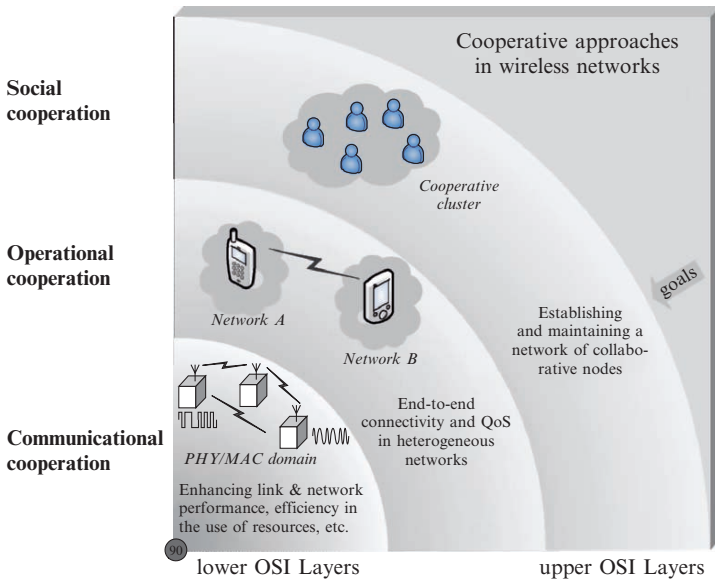 Cooperative approaches
in wireless networks
Social
cooperation
Cooperative
cluster
Operational
cooperation
goals
Network A
Network B
Establishing
and maintaining a
network of collabo-
rative nodes
End-to-end
connectivity and QoS
in heterogeneous
networks
Communicational
cooperation
PHY/MAC domain
Enhancing link & network
performance, efficiency in
the use of resources, etc.
90
lower OSI Layers
upper OSI Layers